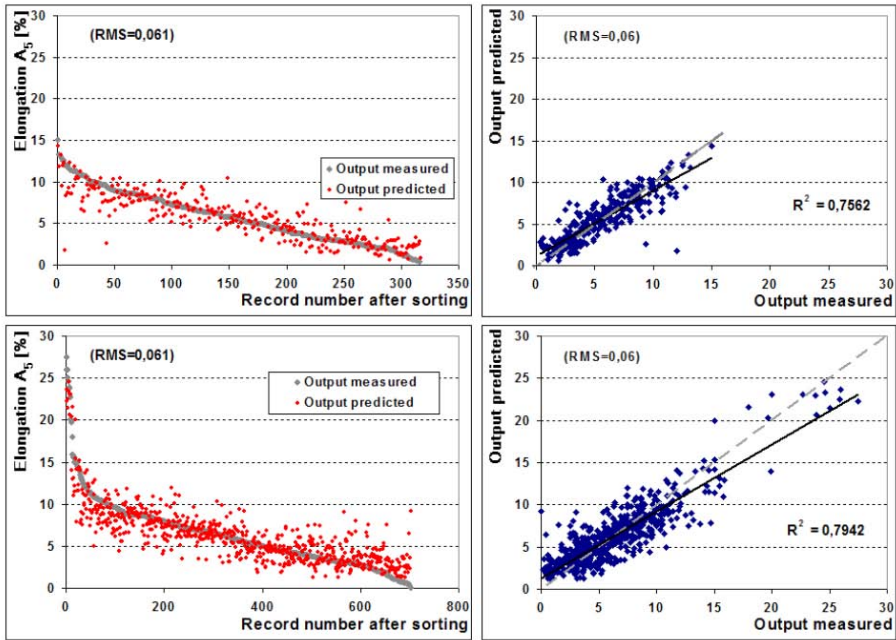 Elongation A5 [%]
(RMS=0,061)
30
25
20
15
10
5
0
Output measured
Output predicted
0 50 100 150 200 250 300 350
Record number after sorting
Output predicted
(RMS=0,06)
30
25
20
15
10
5
0
R2 = 0,7562
0 5 10 15 20 25 30
Output measured
Elongation A5 [%]
(RMS=0,061)
30
25
20
15
10
5
0
Output measured
Output predicted
0 200 400 600 800
Record number after sorting
Output predicted
(RMS=0,06)
30
25
20
15
10
5
0
R2 = 0,7942
0 5 10 15 20 25 30
Output measured